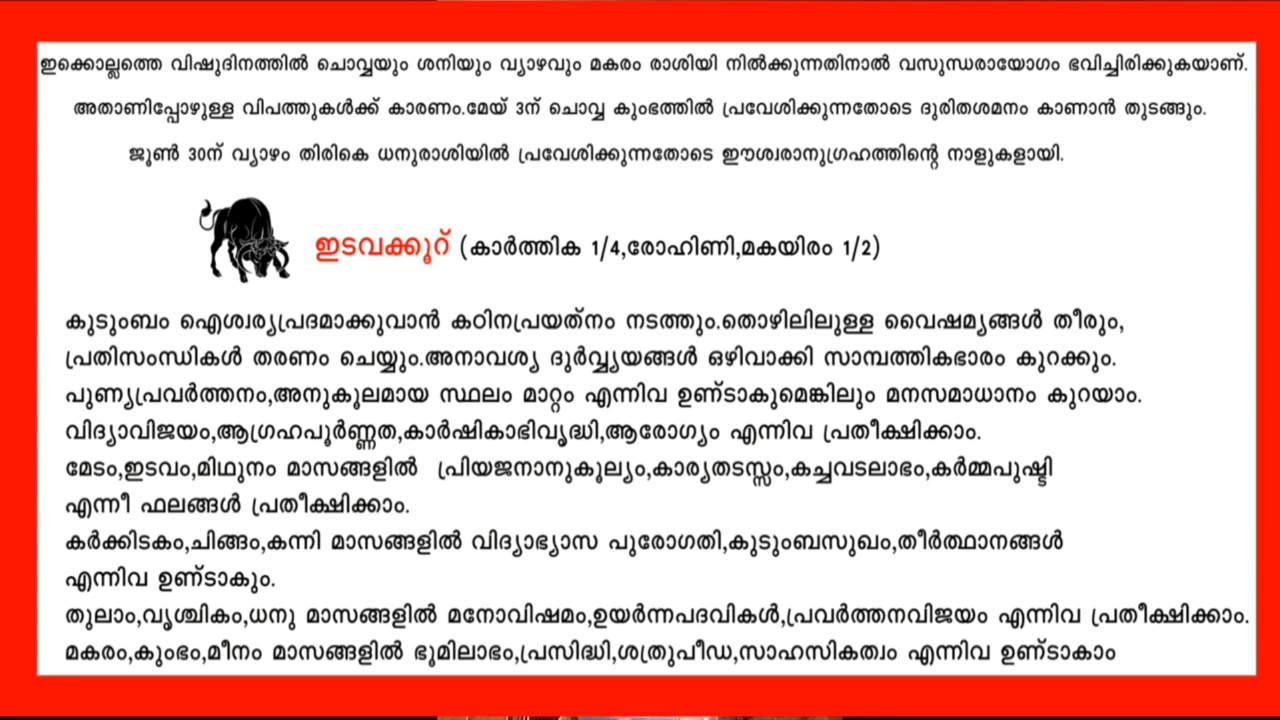 ഇക്കൊല്ലത്തെ വിഷുദിനത്തിൽ ചൊവ്വയും ശനിയും വ്യാഴവും മകരം രാശിയി നിൽക്കുന്നതിനാൽ വസുന്ധരായോഗം ഭവിച്ചിരിക്കുകയാണ്.
അതാണിപ്പോഴുള്ള വിപത്തുകൾക്ക് കാരണം.മേയ് 3ന് ചൊവ്വ കുംഭത്തിൽ പ്രവേശിക്കുന്നതോടെ ദുരിതശമനം കാണാൻ തുടങ്ങും.
ജൂൺ 30ന് വ്യാഴം തിരികെ ധനുരാശിയിൽ പ്രവേശിക്കുന്നതോടെ ഈശ്വരാനുഗ്രഹത്തിന്റെ നാളുകളായി.
ഇടവക്കൂറ് (കാർത്തിക 1/4,രോഹിണി,മകയിരം 1/2)
കുടുംബം ഐശ്വര്യപ്രദമാക്കുവാൻ കഠിനപ്രയത്നം നടത്തും.തൊഴിലിലുള്ള വൈഷമ്യങ്ങൾ തീരും,
പ്രതിസംന്ധികൾ തരണം ചെയ്യും.അനാവശ്യ ദുർവ്വ്യയങ്ങൾ ഒഴിവാക്കി സാമ്പത്തികഭാരം കുറക്കും.
പുണ്യപ്രവർത്തനം,അനുകൂലമായ സ്ഥലം മാറ്റം എന്നിവ ഉണ്ടാകുമെങ്കിലും മനസമാധാനം കുറയാം.
വിദ്യാവിജയം,ആഗ്രഹപൂർണ്ണത,കാർഷികാഭിവൃദ്ധി,ആരോഗ്യം എന്നിവ പ്രതീക്ഷിക്കാം.
മേടം,ഇടവം,മിഥുനം മാസങ്ങളിൽ പ്രിയജനാനുകൂല്യം,കാര്യതടസ്സം,കച്ചവടലാഭം,കർമ്മപുഷ്ടി
എന്നീ ഫലങ്ങൾ പ്രതീക്ഷിക്കാം.
കർക്കിടകം,ചിങ്ങം,കന്നി മാസങ്ങളിൽ വിദ്യാഭ്യാസ പുരോഗതി,കുടുംബസുഖം,തീർത്ഥാനങ്ങൾ
എന്നിവ ഉണ്ടാകും.
തുലാം,വൃശ്ചികം,ധനു മാസങ്ങളിൽ മനോവിഷമം,ഉയർന്നപദവികൾ,പ്രവർത്തനവിജയം എന്നിവ പ്രതീക്ഷിക്കാം.
മകരം,കുംഭം,മീനം മാസങ്ങളിൽ ഭൂമിലാഭം,പ്രസിദ്ധി,ശത്രുപീഡ,സാഹസികത്വം എന്നിവ ഉണ്ടാകാം